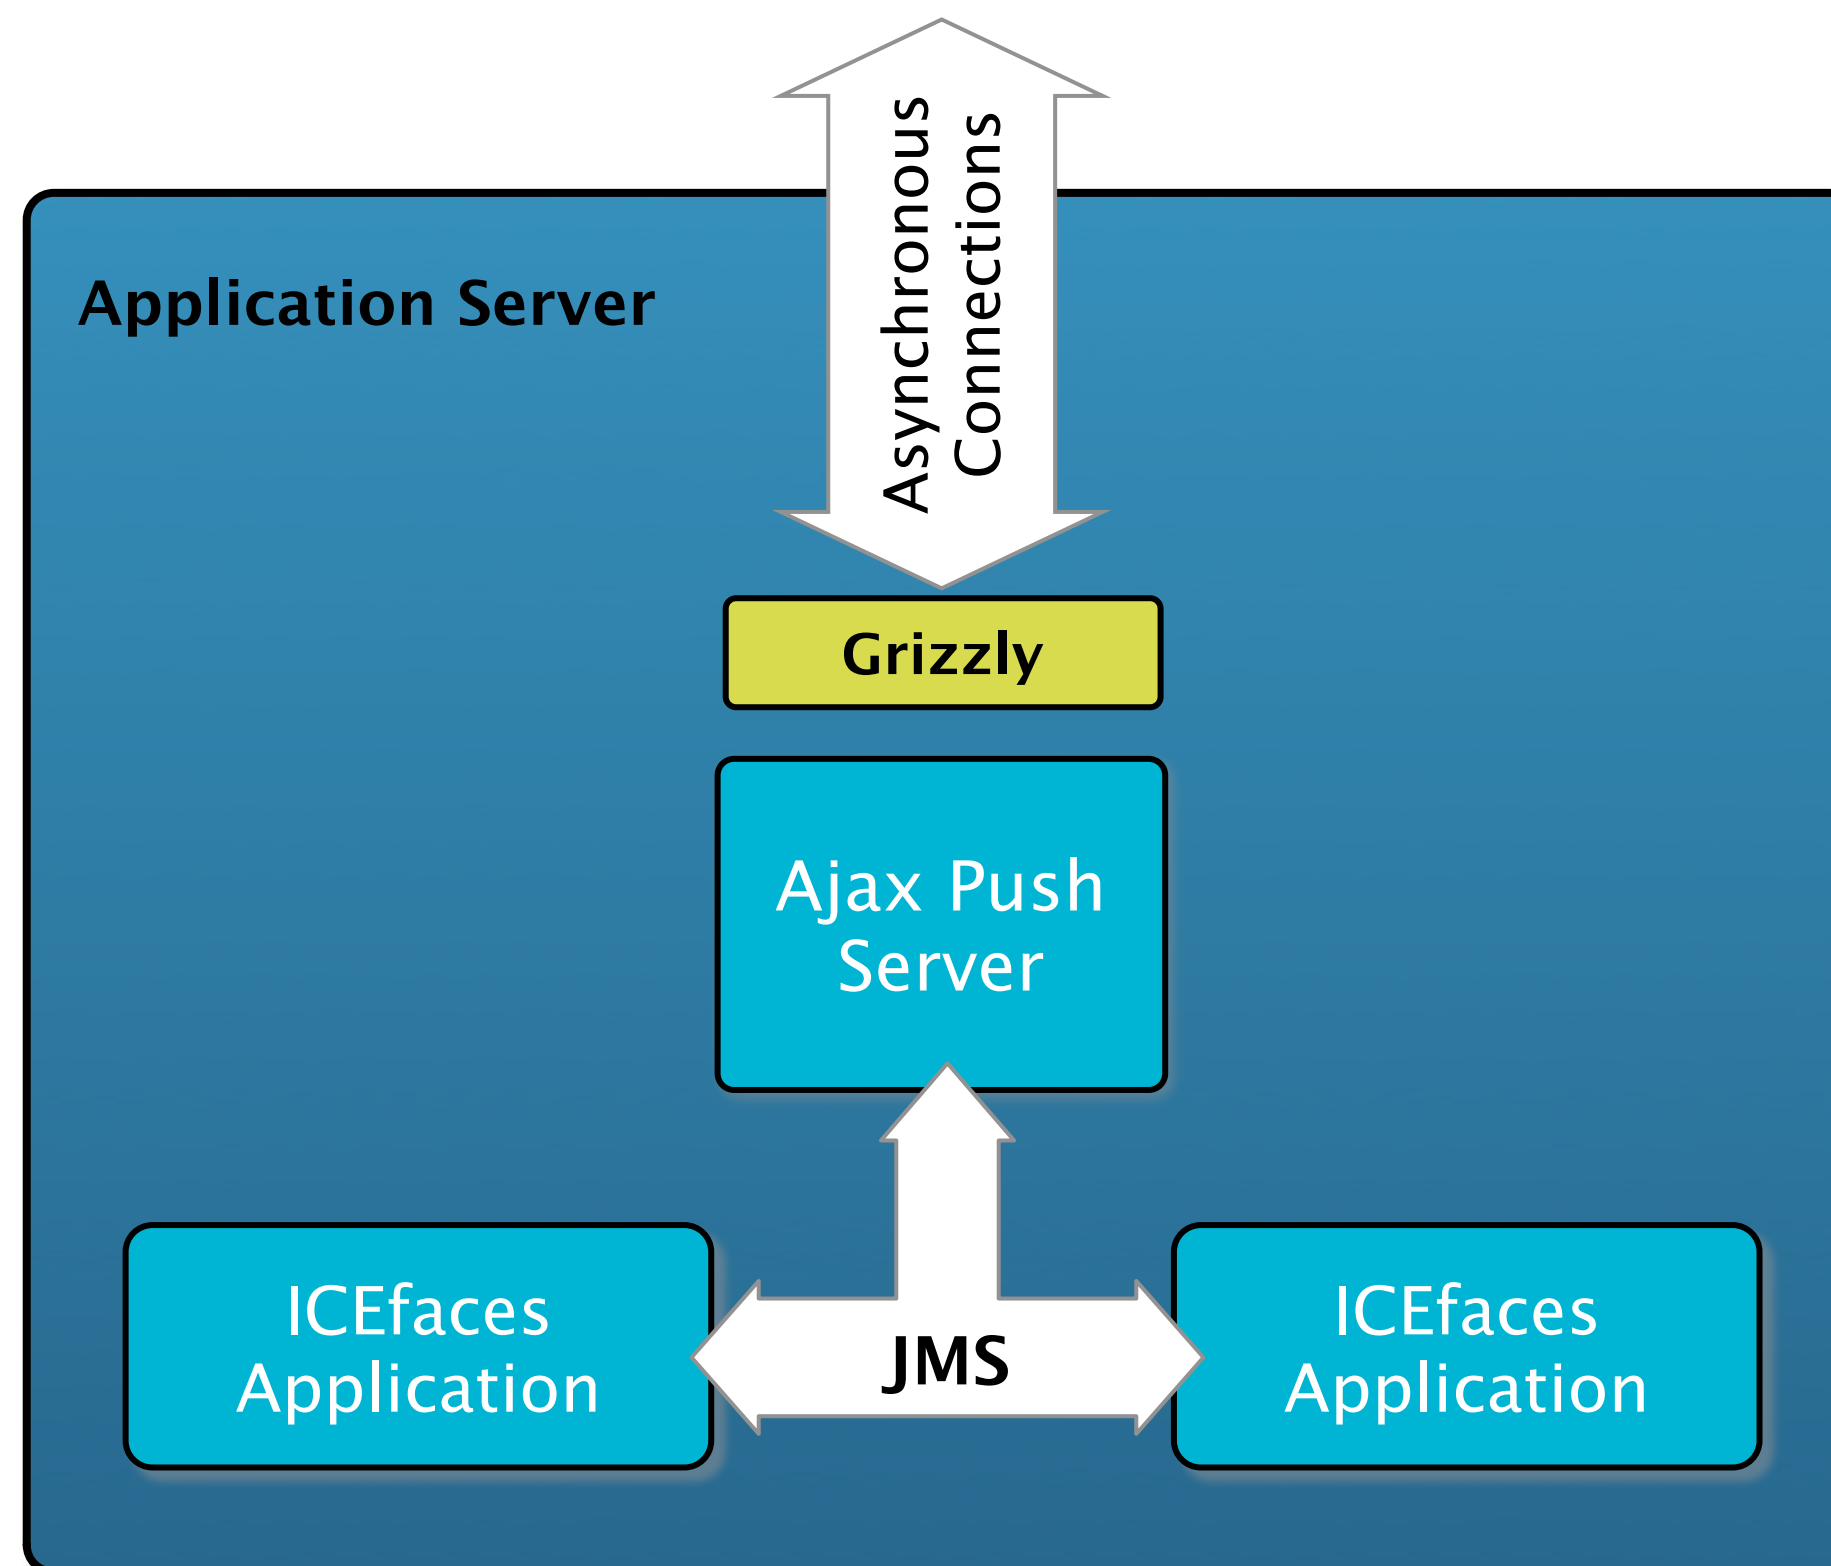 Asynchronous
Connections
Application Server
Grizzly
Ajax Push
Server
ICEfaces
Application
JMS
ICEfaces
Application